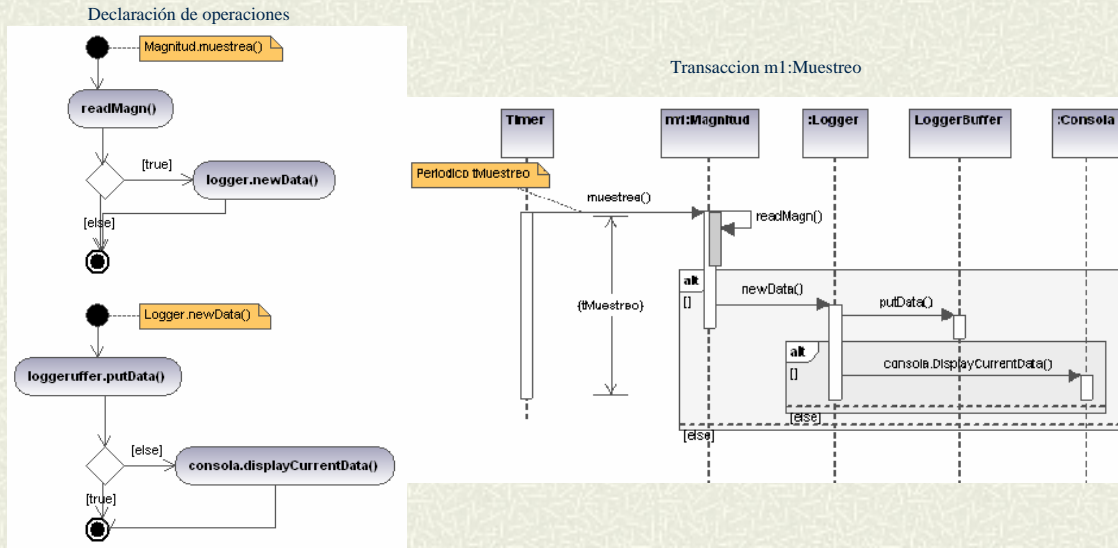 Declaración de operaciones
Magnitud.muestrea()
readMagn()
[true]
logger.newData()
[else]
Logger.newData()
loggeruffer.putData()
[else]
consola.displayCurrentData()
[true]
Transaccion m1:Muestreo
Timer
m1:Magnitud
:Logger
LoggerBuffer
:Consola
Periodico tMuestreo
muestrea()
readMagn()
alt
[]
newData()
putData()
{tMuestreo}
alt
[]
consola.DisplayCurrentData()
[else]
[else]